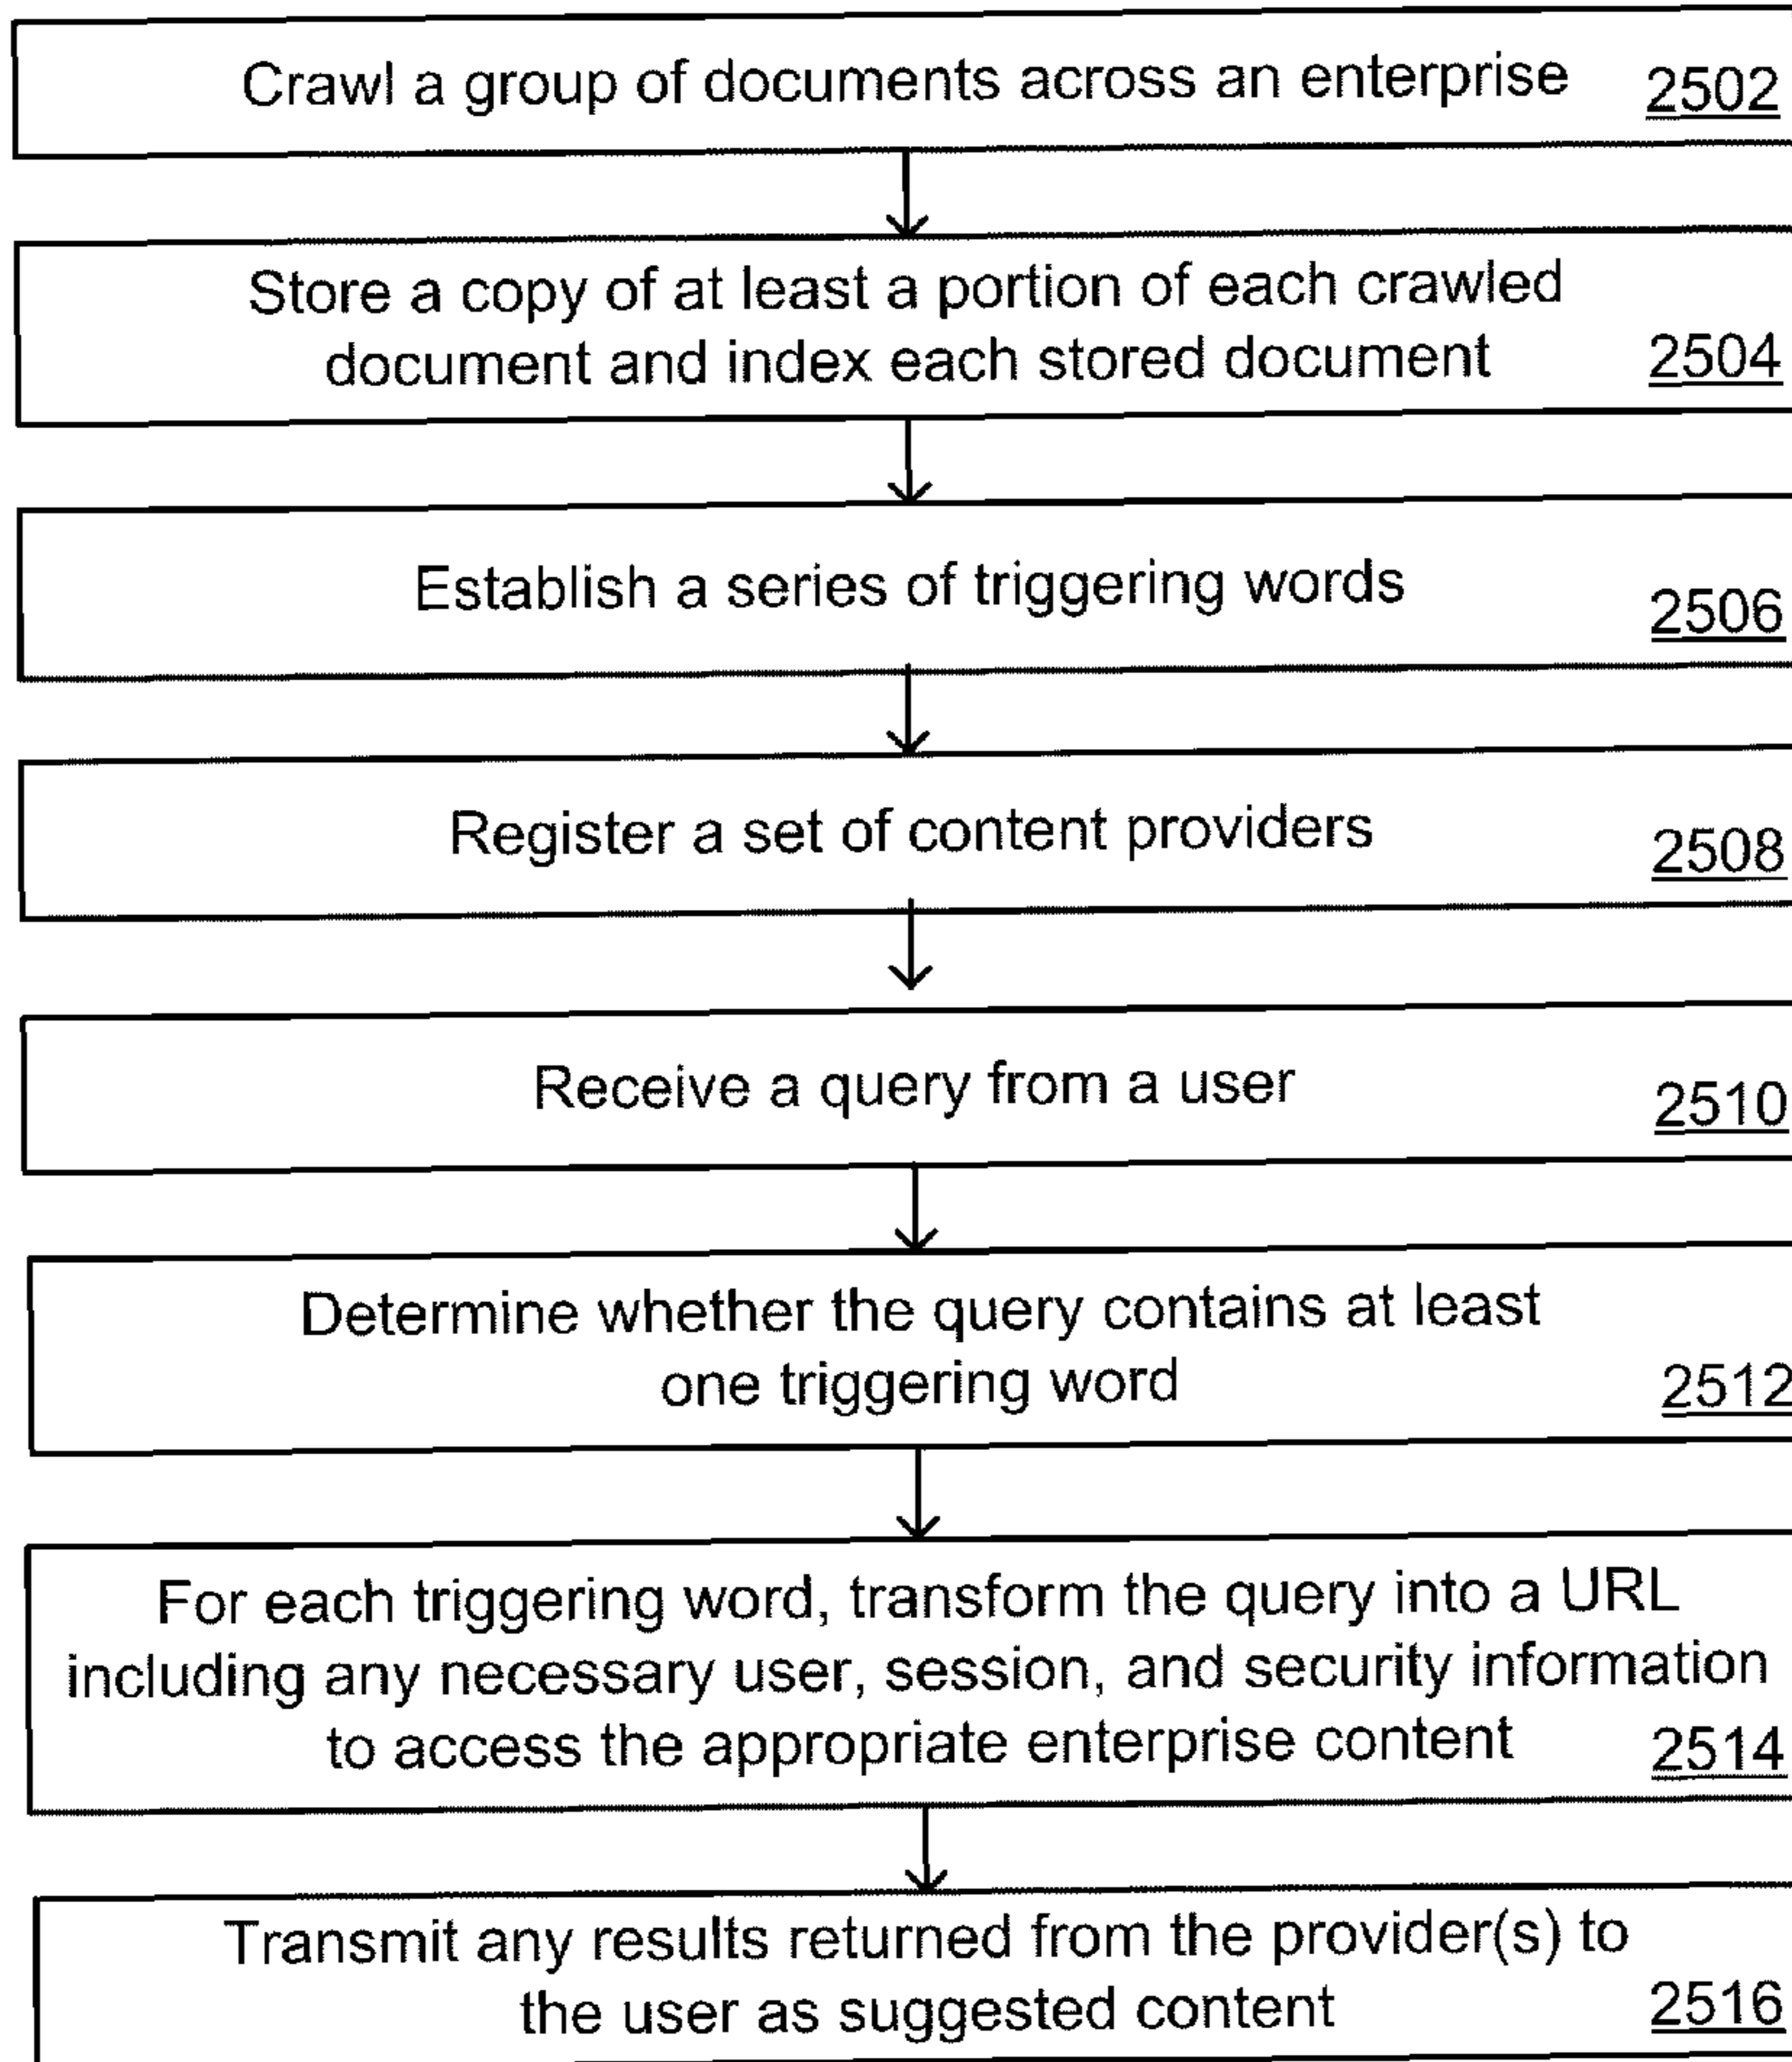 Crawl a group of documents across an enterprise 2502
Store a copy of at least a portion of each crawled
document and index each stored document 2504
Establish a series of triggering words 2506
Register a set of content providers 2508
Receive a query from a user 2510
Determine whether the query contains at least
one triggering word 2512
For each triggering word, transform the query into a URL
including any necessary user, session, and security information
to access the appropriate enterprise content 2514
Transmit any results returned from the provider(s) to
the user as suggested content 2516